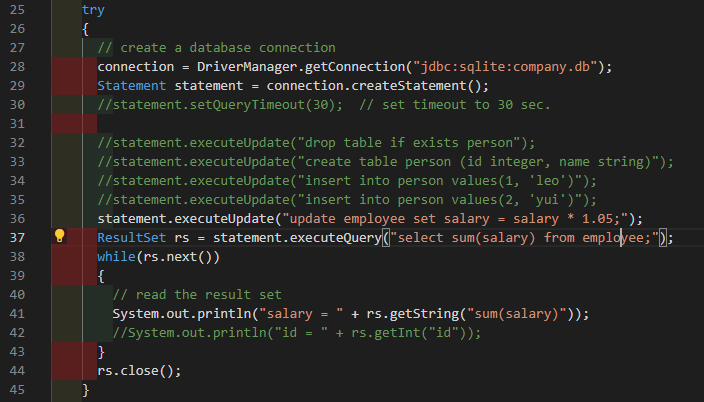 25 try
26 {
27 // create a database connection
28 connection = DriverManager.getConnection("jdbc:sqlite:company.db");
29 Statement statement = connection.createStatement();
30 //statement.setQueryTimeout(30);  // set timeout to 30 sec.
31
32 //statement.executeUpdate("drop table if exists person");
33 //statement.executeUpdate("create table person (id integer, name string)");
34 //statement.executeUpdate("insert into person values(1, 'leo')");
35 //statement.executeUpdate("insert into person values(2, 'yui')");
36 statement.executeUpdate("update employee set salary = salary * 1.05;");
37 ResultSet rs = statement.executeQuery("select sum(salary) from employee;");
38 while(rs.next())
39 {
40 // read the result set
41 System.out.println("salary = " + rs.getString("sum(salary)"));
42 //System.out.println("id = " + rs.getInt("id"));
43 }
44 rs.close();
45 }